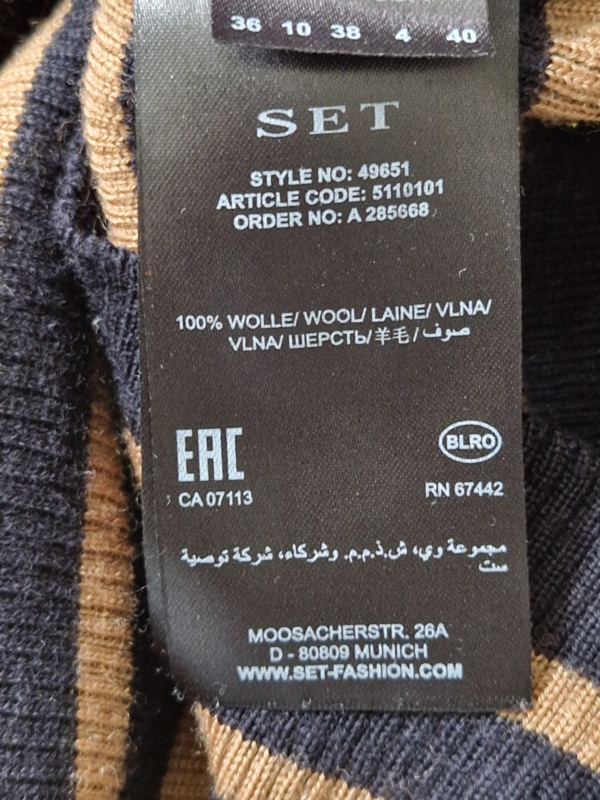 36 10 38 4 40
SET
STYLE NO: 49651
ARTICLE CODE: 5110101
ORDER NO: A 285668
100% WOLLE/ WOOL/ LAINE/ VLNA/
VLNA/ ШЕРСТЬ/ 羊毛 / صوف
EAC
BLRO
CA 07113
RN 67442
مجموعة وي، ش.ذ.م.م. وشركاء، شركة توصية
ست
MOOSACHERSTR. 26A
D - 80809 MUNICH
WWW.SET-FASHION.COM